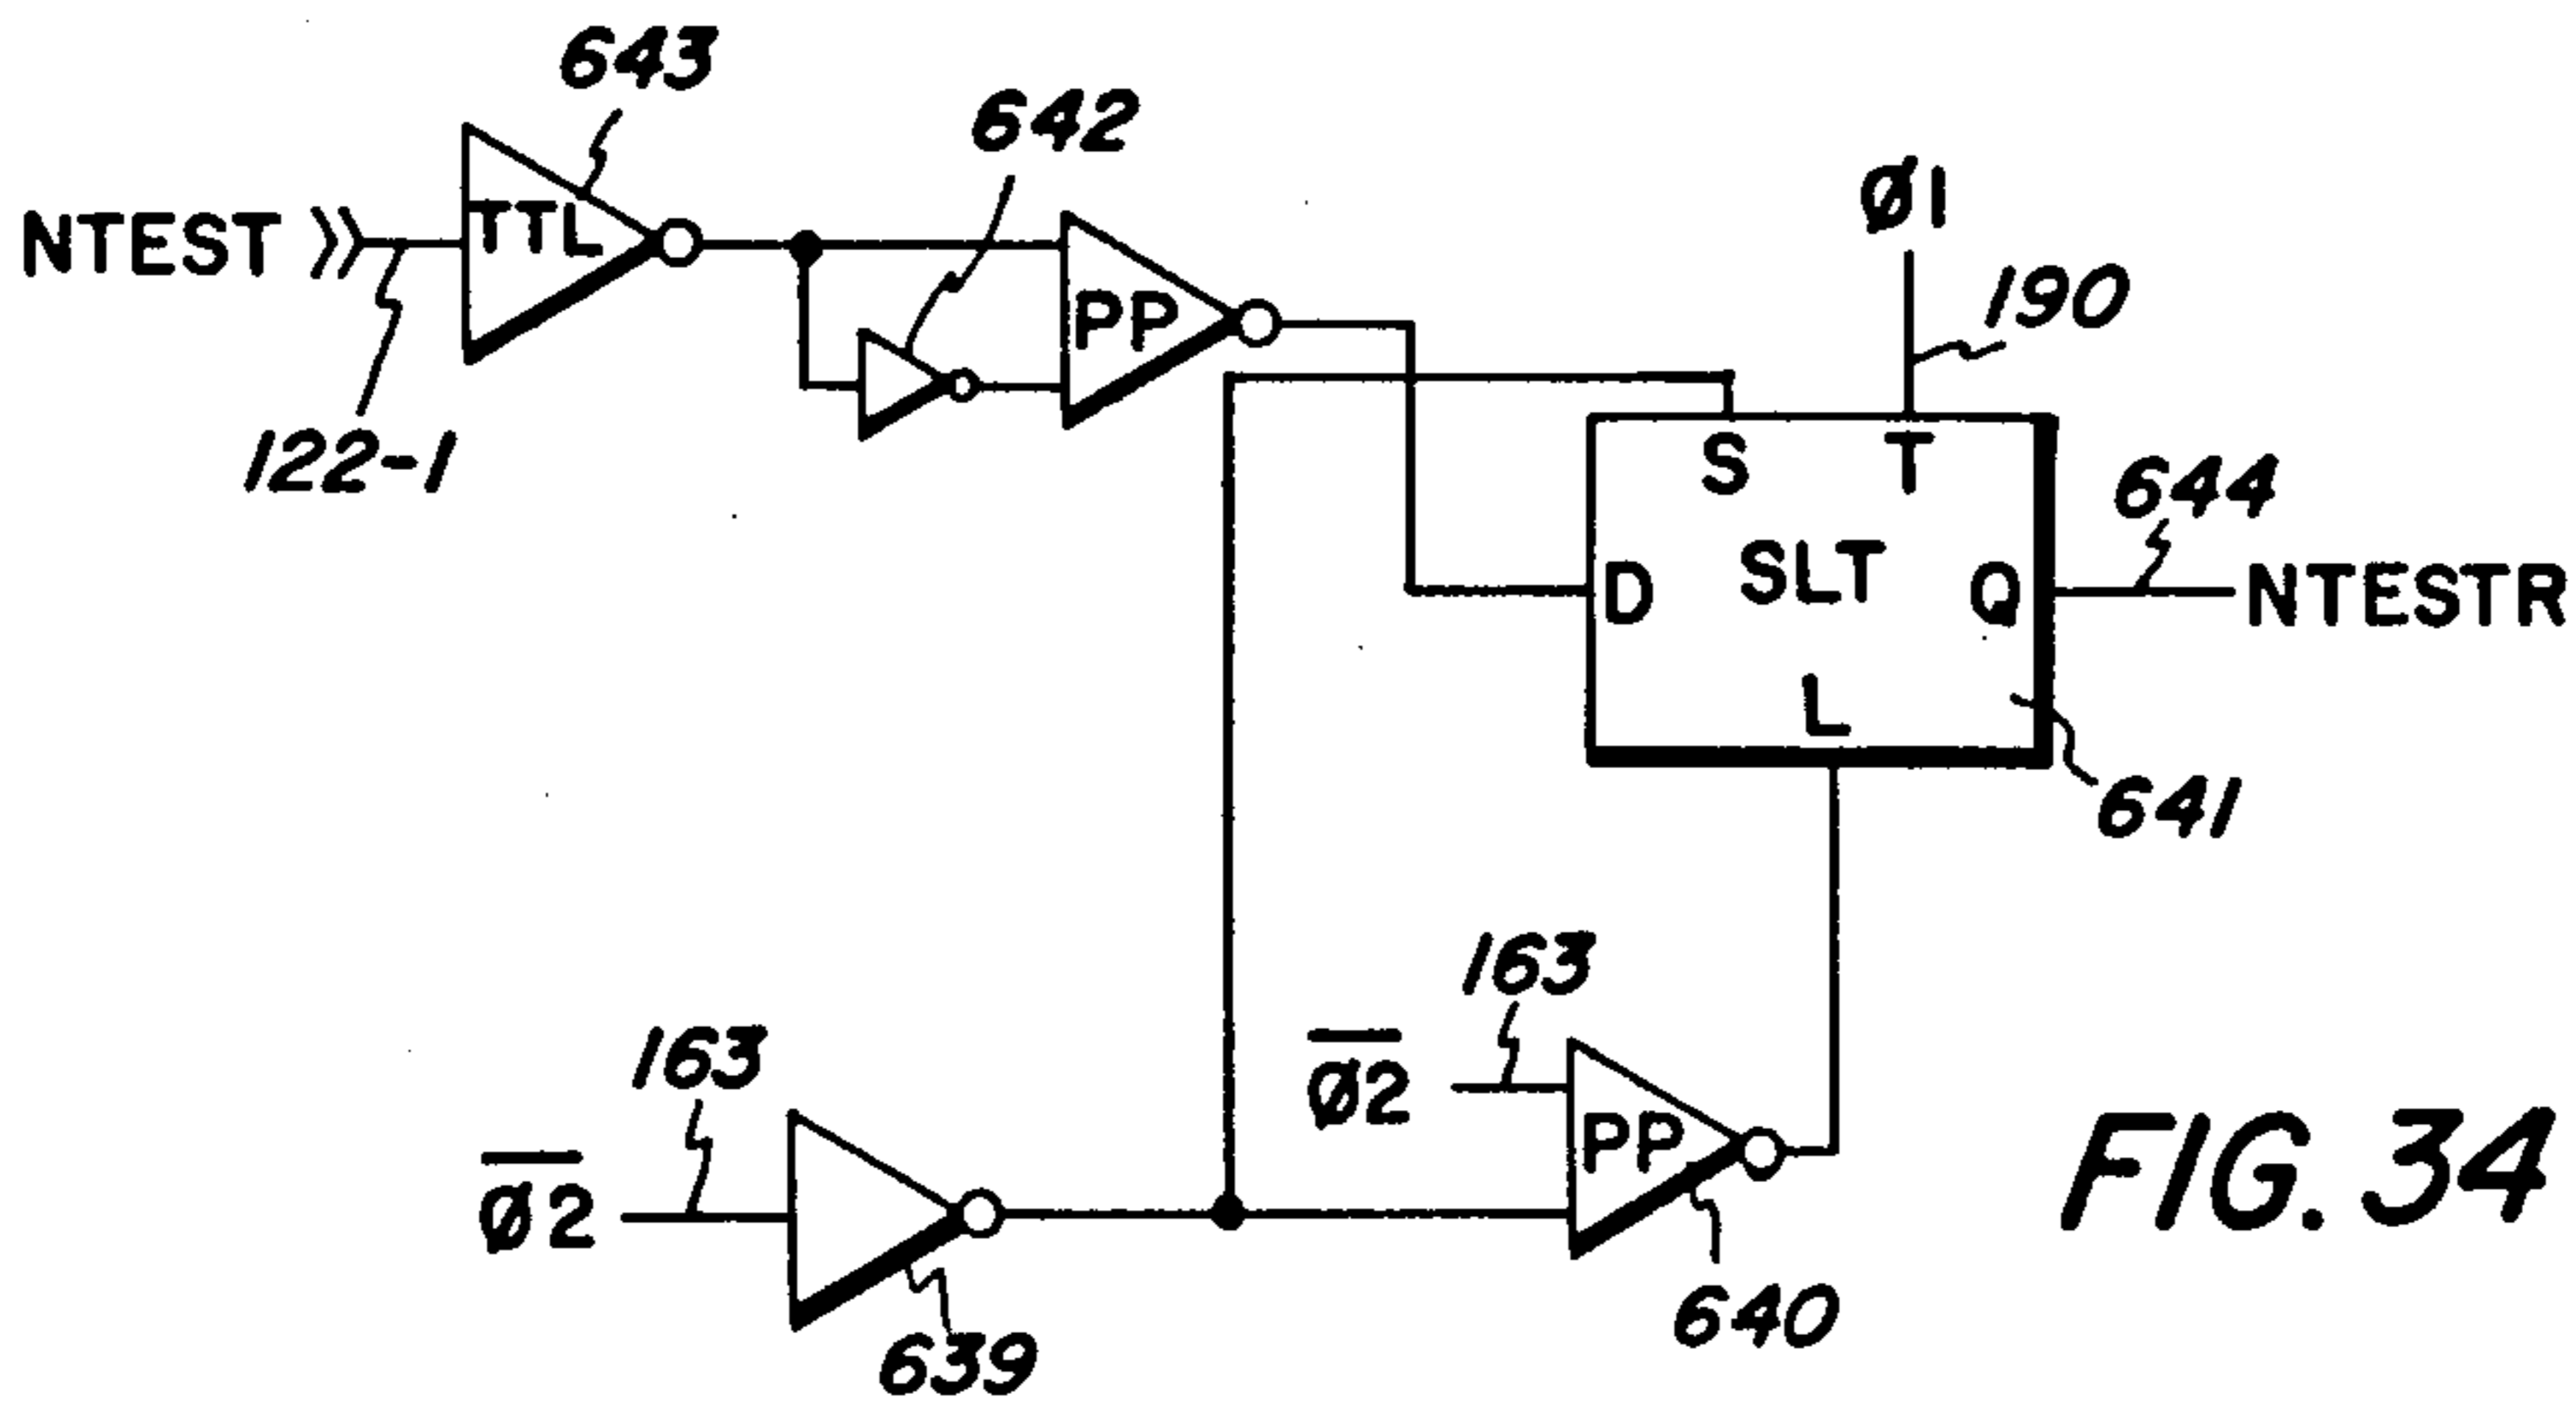 643
642
Ø1
NTEST
TTL
190
PP
122-1
S T
644
D SLT Q NTESTR
L
641
163
163
Ø2
PP
Ø2
640
639
FIG. 34